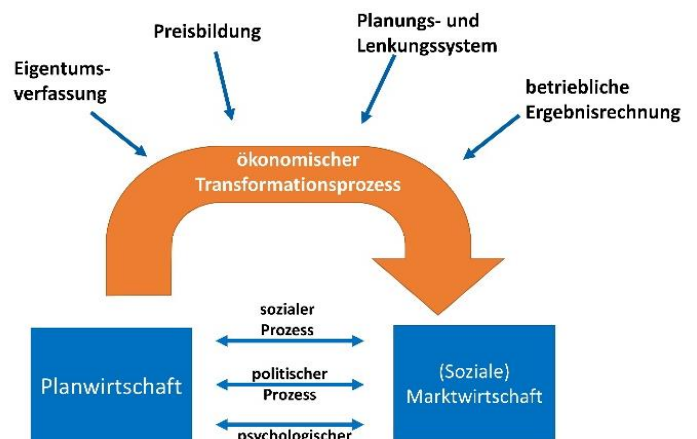 Preisbildung
Planungs- und
Lenkungssystem
Eigentums-
verfassung
betriebliche
Ergebnisrechnung
ökonomischer
Transformationsprozess
sozialer
Prozess
Planwirtschaft
politischer
Prozess
(Soziale)
Marktwirtschaft
psychologischer